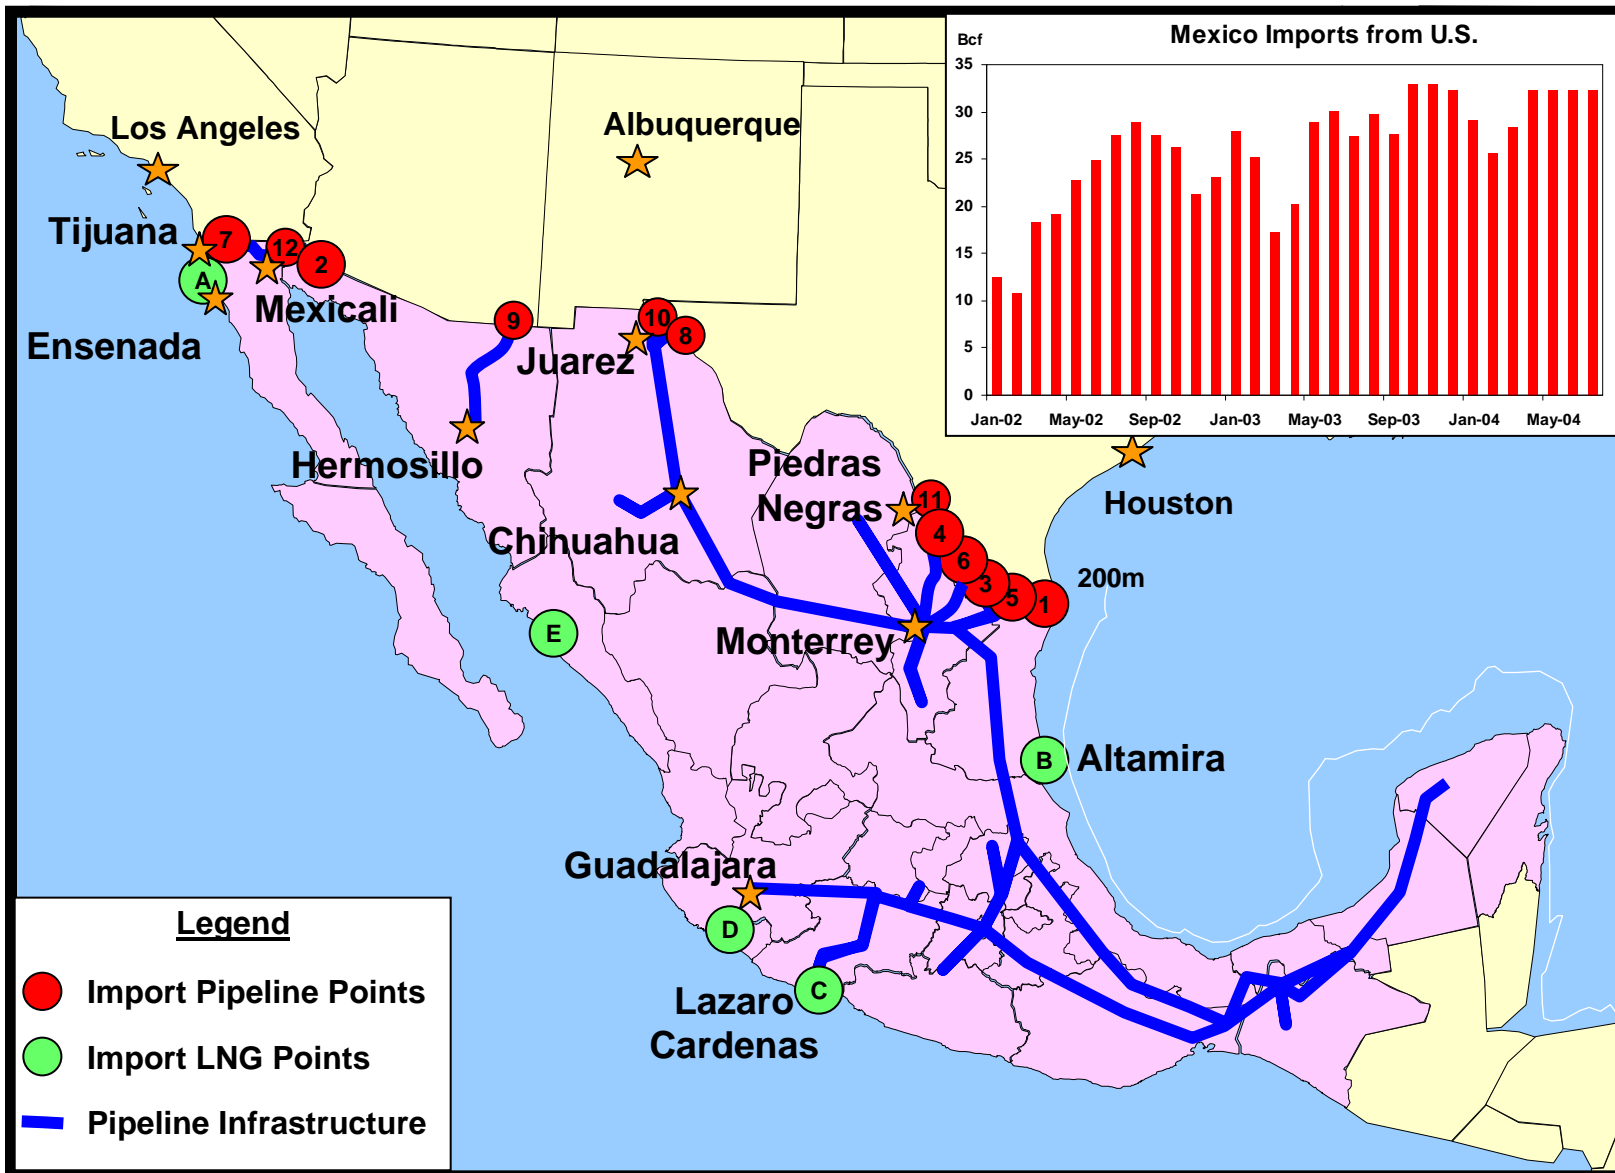 Mexico Imports from U.S.
Bcf
35
30
25
20
15
10
5
0
Jan-02 May-02 Sep-02 Jan-03 May-03 Sep-03 Jan-04 May-04
Los Angeles
Albuquerque
Tijuana
7
12
2
A
Mexicali
Ensenada
9
10
8
Juarez
Hermosillo
Chihuahua
Piedras
Negras
11
4
6
3
5
1
200m
Houston
Monterrey
E
B
Altamira
Guadalajara
D
C
Lazaro
Cardenas
Legend
Import Pipeline Points
Import LNG Points
Pipeline Infrastructure